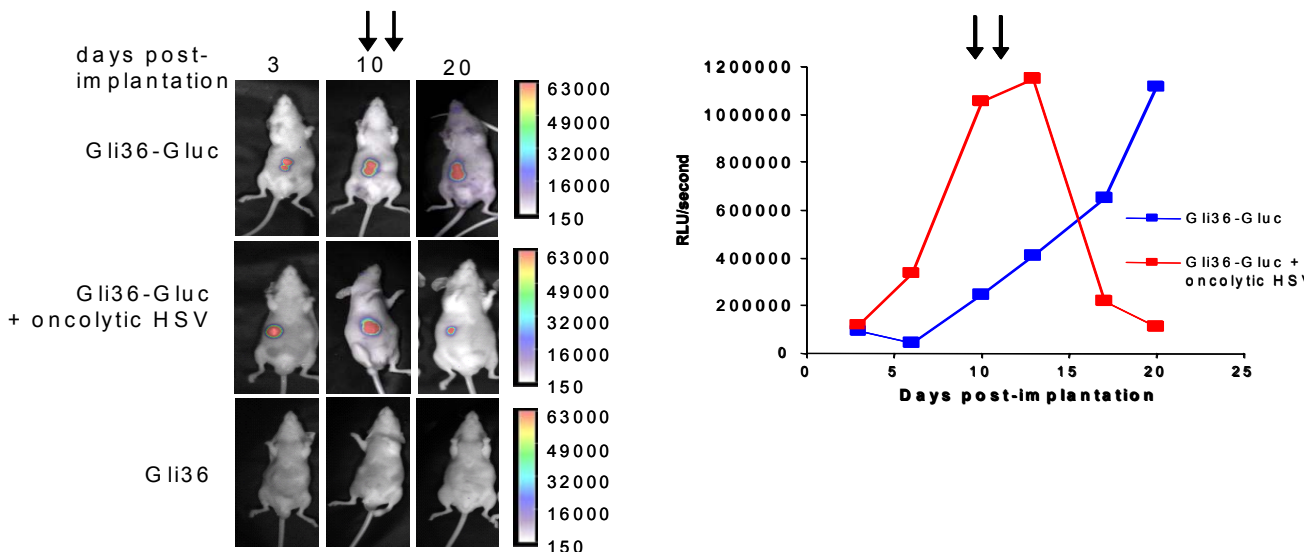 days post-
implantation
3
10
20
Gli36-Gluc
63000
49000
32000
16000
150
Gli36-Gluc
+ oncolytic HSV
63000
49000
32000
16000
150
Gli36
63000
49000
32000
16000
150
RLU/second
1200000
1000000
800000
600000
400000
200000
0
0
5
10
15
20
25
Days post-implantation
Gli36-Gluc
Gli36-Gluc +
oncolytic HSV